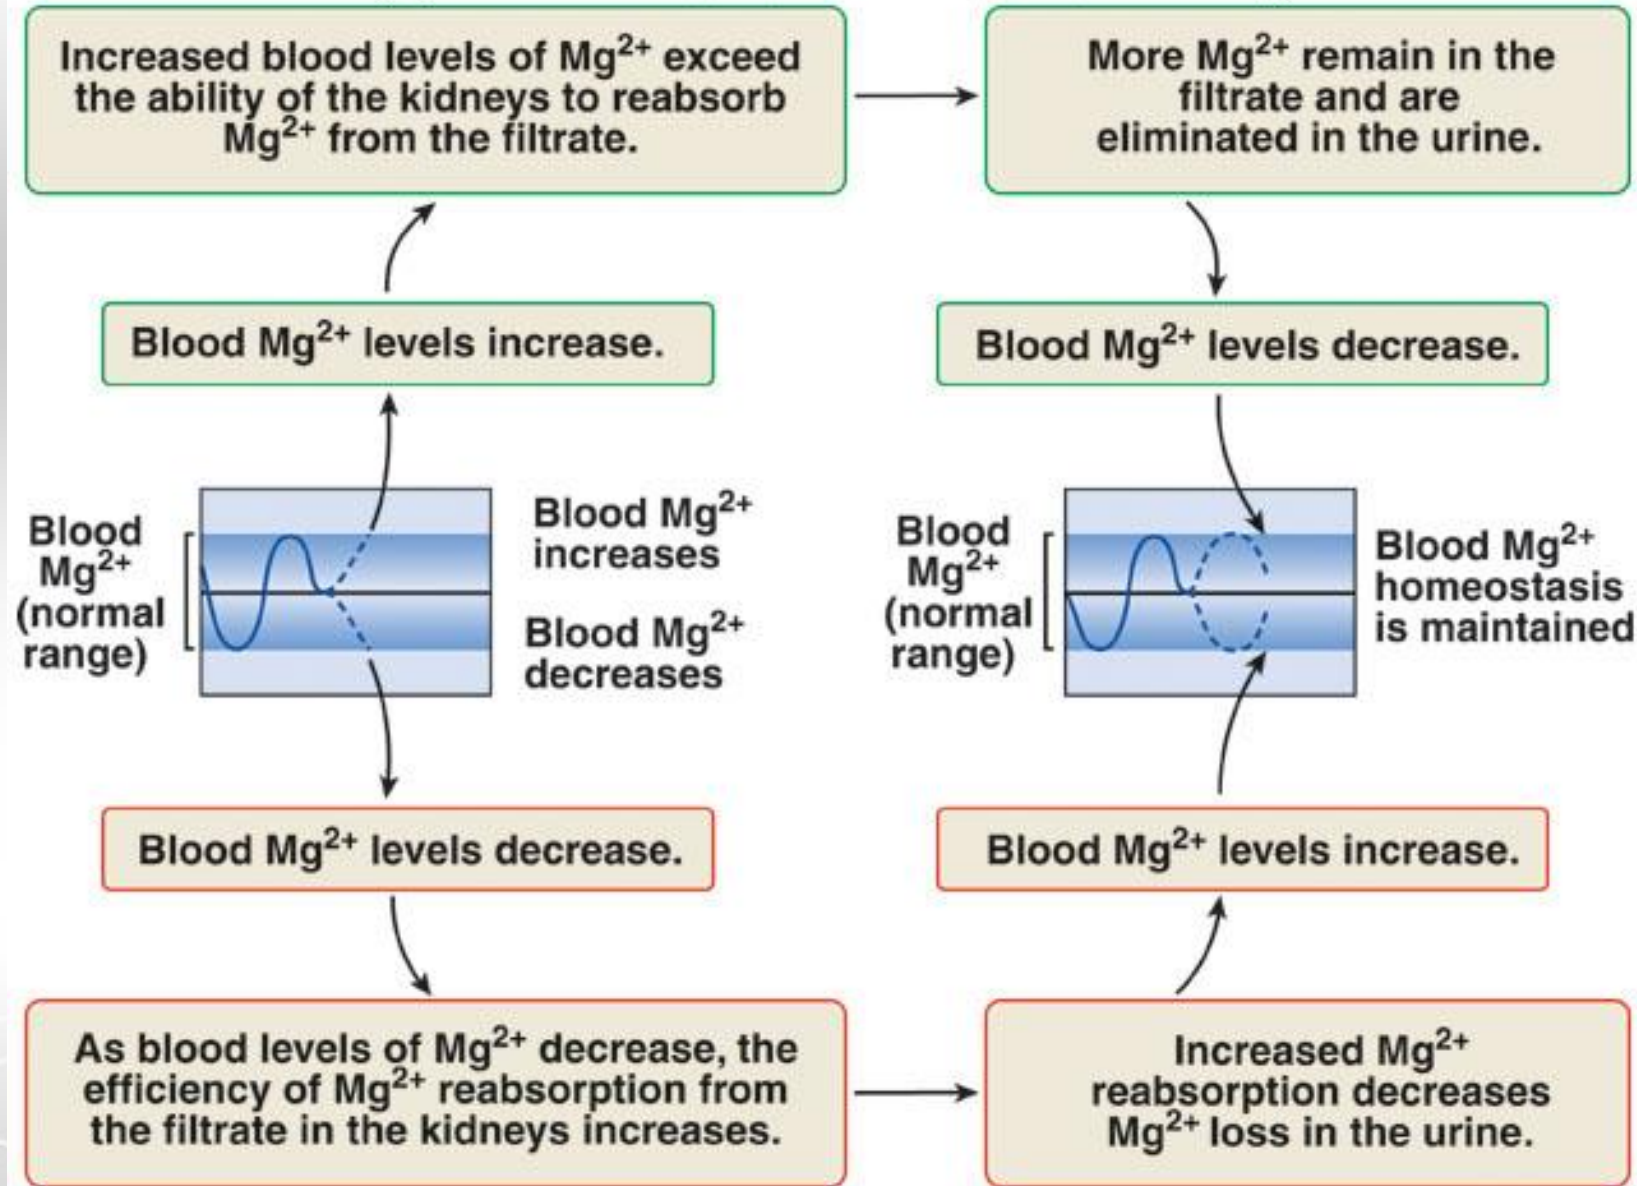 Increased blood levels of Mg²⁺ exceed
the ability of the kidneys to reabsorb
Mg²⁺ from the filtrate.
More Mg²⁺ remain in the
filtrate and are
eliminated in the urine.
Blood Mg²⁺ levels increase.
Blood Mg²⁺ levels decrease.
Blood
Mg²⁺
(normal
range)
Blood Mg²⁺
increases
Blood Mg²⁺
decreases
Blood
Mg²⁺
(normal
range)
Blood Mg²⁺
homeostasis
is maintained
Blood Mg²⁺ levels decrease.
Blood Mg²⁺ levels increase.
As blood levels of Mg²⁺ decrease, the
efficiency of Mg²⁺ reabsorption from
the filtrate in the kidneys increases.
Increased Mg²⁺
reabsorption decreases
Mg²⁺ loss in the urine.